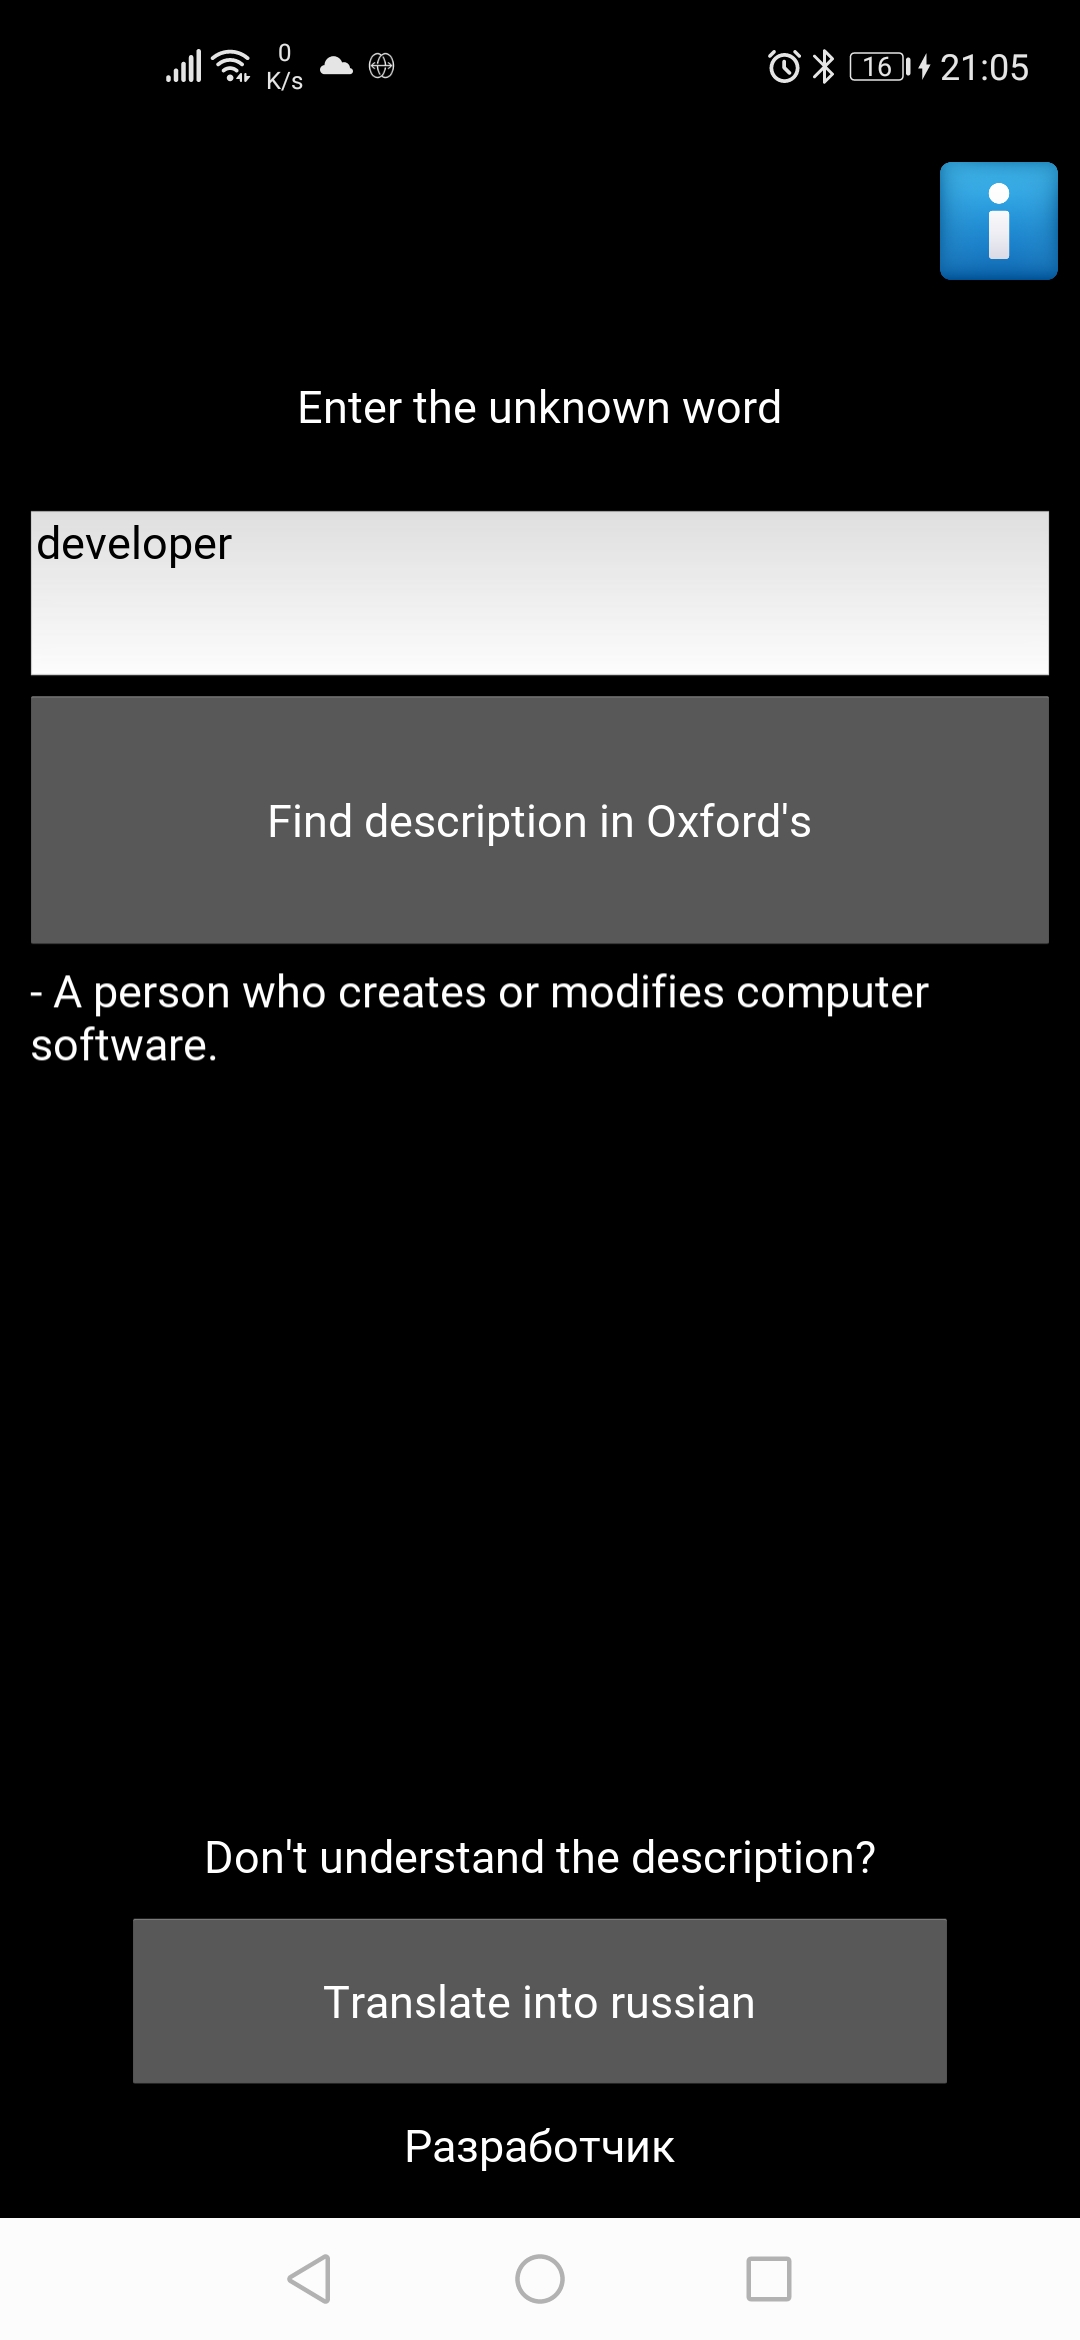 0
K/s
16
21:05
Enter the unknown word
developer
Find description in Oxford's
- A person who creates or modifies computer
software.
Don't understand the description?
Translate into russian
Разработчик